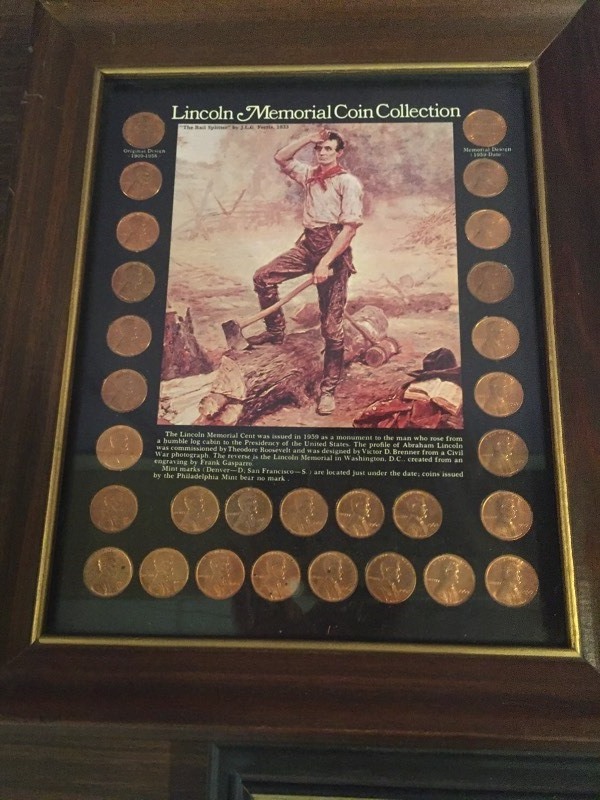 Lincoln Memorial Coin Collection
"The Rail Splitter" by J.L.G. Ferris, 1833
Original Design
1909-1958
Memorial Design
1959-Date
The Lincoln Memorial Cent was issued in 1959 as a monument to the man who rose from
a humble log cabin to the Presidency of the United States. The profile of Abraham Lincoln
was commissioned by Theodore Roosevelt and was designed by Victor D. Brenner from a Civil
War photograph. The reverse is the Lincoln Memorial in Washington, D.C., created from an
engraving by Frank Gasparro.
Mint marks (Denver—D, San Francisco—S,) are located just under the date; coins issued
by the Philadelphia Mint bear no mark.